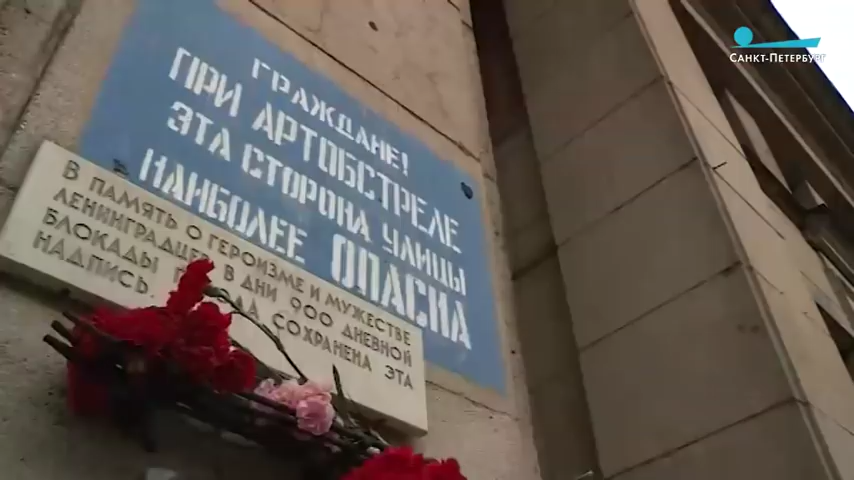 САНКТ-ПЕТЕРБУРГ
ГРАЖДАНЕ!
ПРИ АРТОБСТРЕЛЕ
ЭТА СТОРОНА УЛИЦЫ
НАИБОЛЕЕ ОПАСНА
В ПАМЯТЬ О ГЕРОИЗМЕ И МУЖЕСТВЕ
ЛЕНИНГРАДЦЕВ В ДНИ 900 ДНЕВНОЙ
БЛОКАДЫ СОХРАНЕНА ЭТА
НАДПИСЬ.